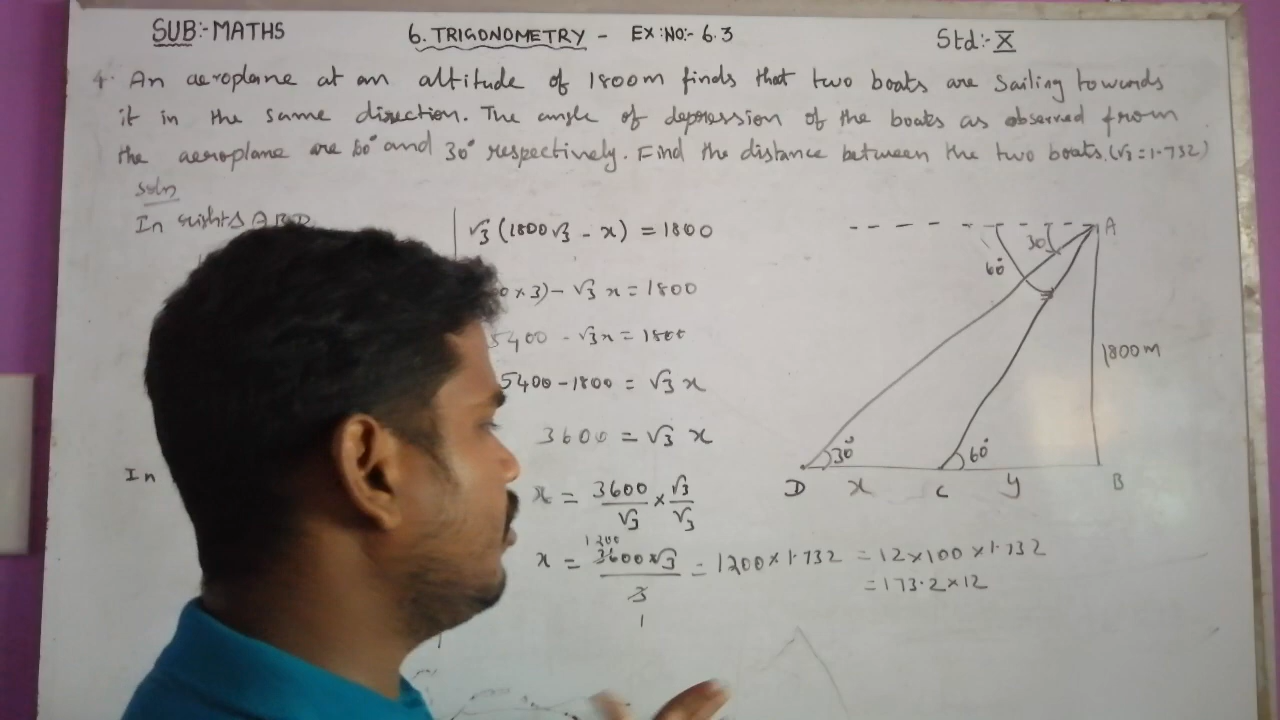 SUB:- MATHS
6. TRIGONOMETRY - EX:NO:- 6.3
Std:- X
4. An aeroplane at an altitude of 1800m finds that two boats are sailing towards
it in the same direction. The angle of depression of the boats as observed from
the aeroplane are 60° and 30° respectively. Find the distance between the two boats. (√3 = 1.732)
soln
In right Δ ABD
√3 (1800√3 - x) = 1800
0 × 3) - √3 x = 1800
5400 - √3x = 1800
5400 - 1800 = √3 x
3600 = √3 x
In
x = 3600/√3 × √3/√3
1200
x = 3600×√3/3 = 1200 × 1.732 = 12 × 100 × 1.732
1
= 173.2 × 12
A
30
60°
1800 m
30°
60°
D x C y B